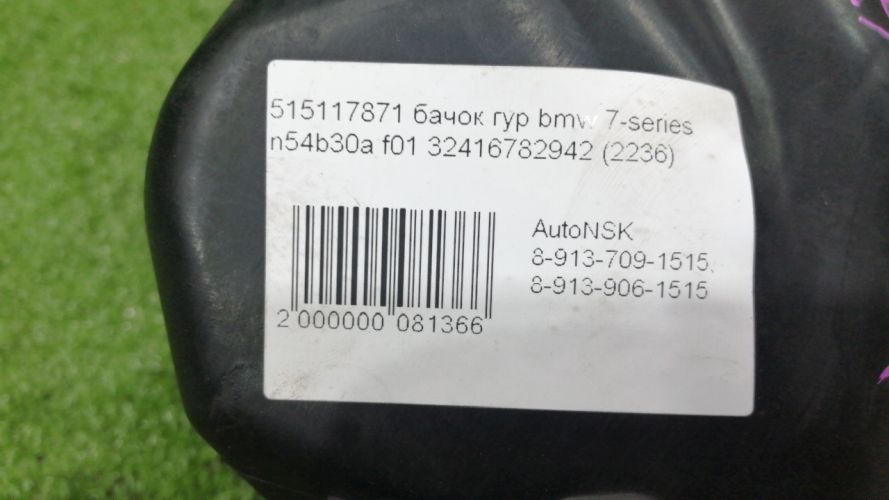 515117871 бачок гур bmw 7-series
n54b30a f01 32416782942 (2236)
AutoNSK
8-913-709-1515,
8-913-906-1515
2 000000 081366